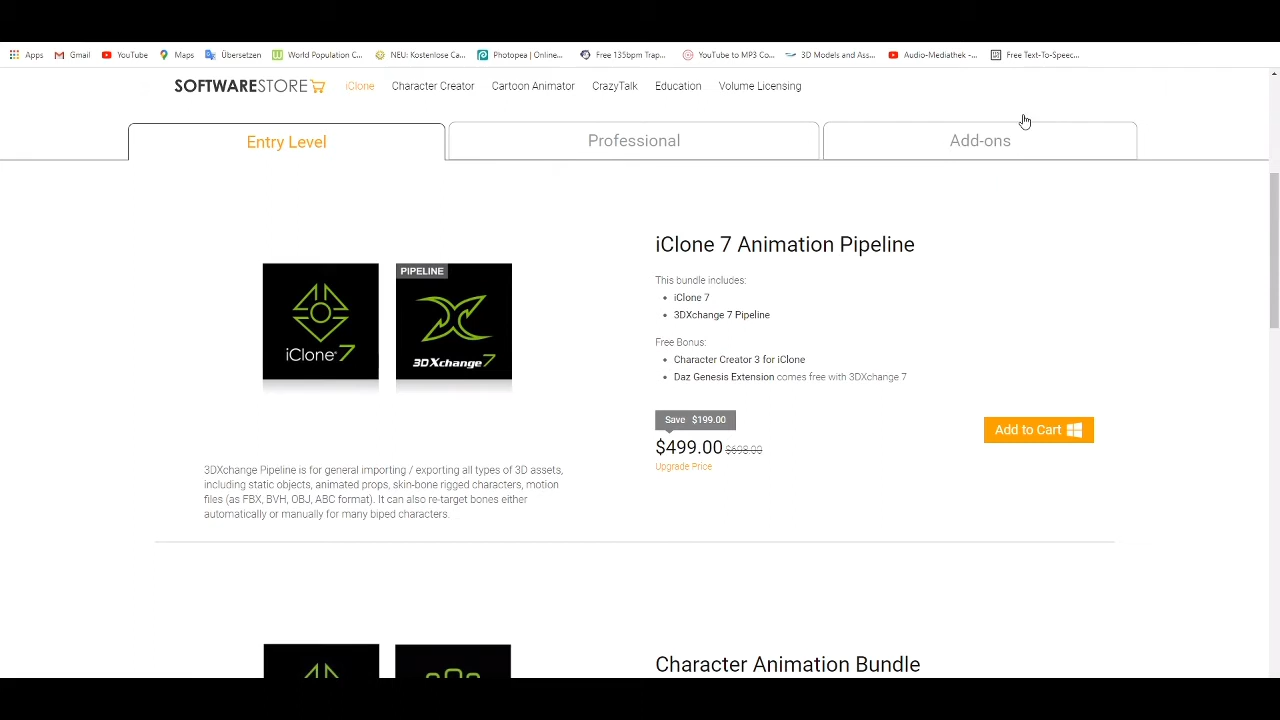 Apps Gmail YouTube Maps Übersetzen World Population C... NEU: Kostenlose Ca... Photopea | Online... Free 135bpm Trap... YouTube to MP3 Co... 3D Models and Ass... Audio-Mediathek -... Free Text-To-Speec...
SOFTWARESTORE iClone Character Creator Cartoon Animator CrazyTalk Education Volume Licensing
Entry Level Professional Add-ons
iClone 7 Animation Pipeline
This bundle includes:
iClone 7
3DXchange 7 Pipeline
Free Bonus:
Character Creator 3 for iClone
Daz Genesis Extension comes free with 3DXchange 7
Save $199.00
$499.00 $698.00
Upgrade Price
Add to Cart
iClone 7
PIPELINE
3DXchange 7
3DXchange Pipeline is for general importing / exporting all types of 3D assets,
including static objects, animated props, skin-bone rigged characters, motion
files (as FBX, BVH, OBJ, ABC format). It can also re-target bones either
automatically or manually for many biped characters.
Character Animation Bundle